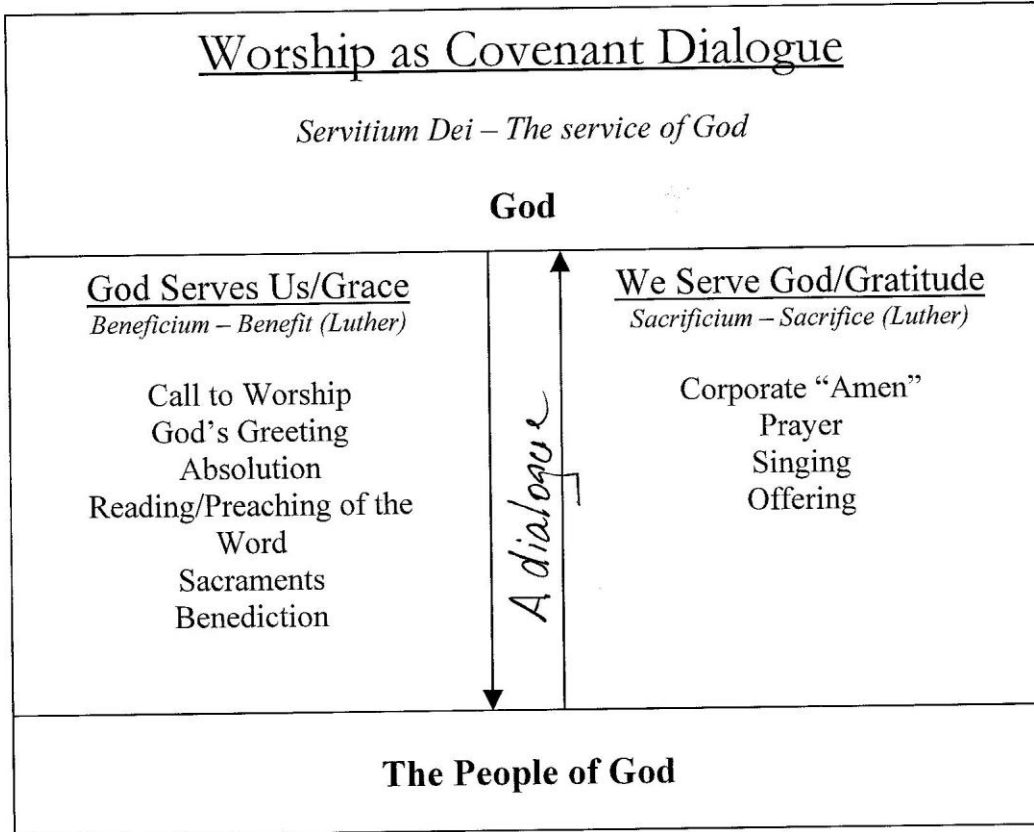 Worship as Covenant Dialogue
Servitium Dei – The service of God
God
God Serves Us/Grace
Beneficium – Benefit (Luther)
Call to Worship
God's Greeting
Absolution
Reading/Preaching of the
Word
Sacraments
Benediction
A dialogue
We Serve God/Gratitude
Sacrificium – Sacrifice (Luther)
Corporate “Amen”
Prayer
Singing
Offering
The People of God